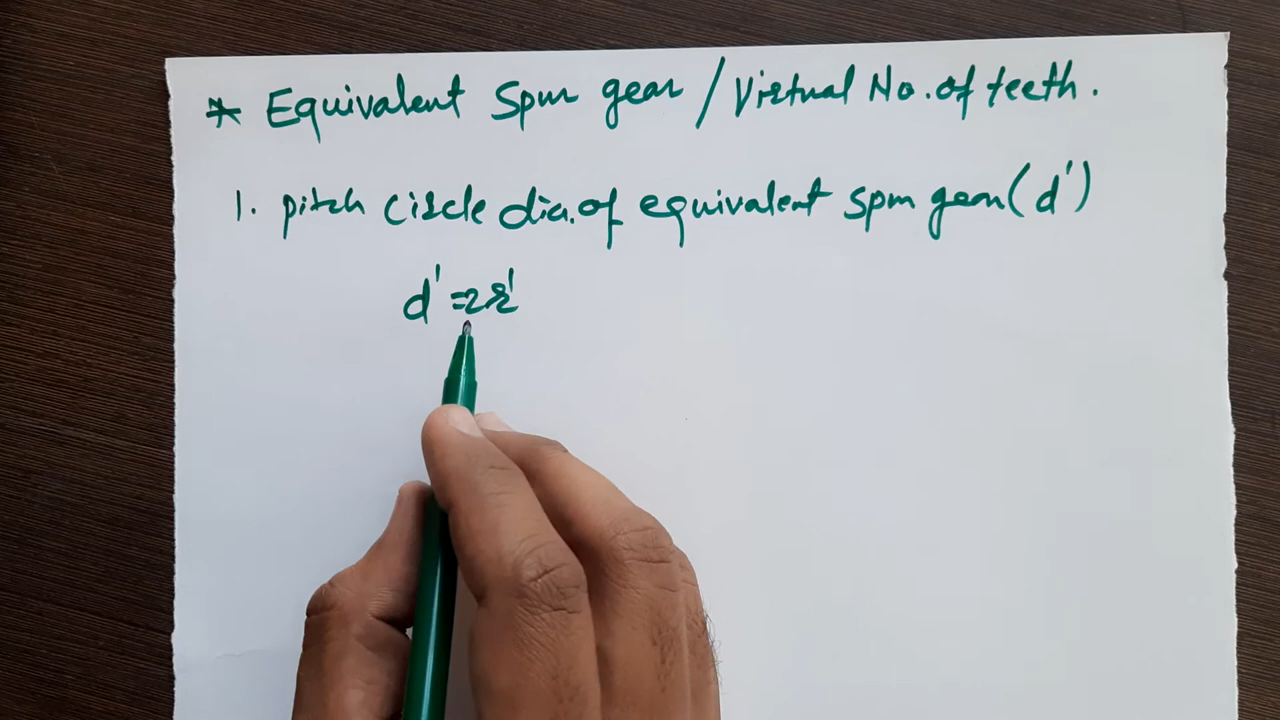 * Equivalent Spur gear / Virtual No. of teeth.
1. pitch circle dia. of equivalent spur gear (d')
d' = 2r'